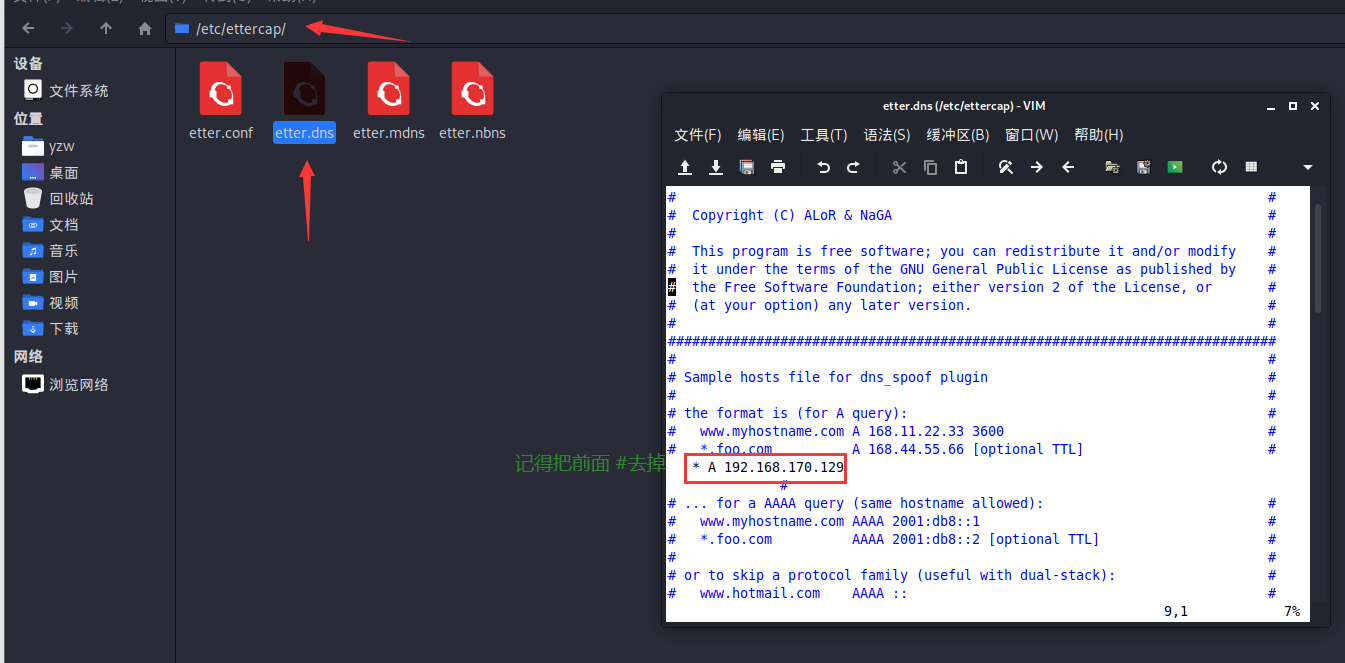 /etc/ettercap/
设备
文件系统
位置
yzw
桌面
回收站
文档
音乐
图片
视频
下载
网络
浏览网络
etter.conf
etter.dns
etter.mdns
etter.nbns
记得把前面 #去掉
etter.dns (/etc/ettercap) - VIM
文件(F) 编辑(E) 工具(T) 语法(S) 缓冲区(B) 窗口(W) 帮助(H)
# #
# Copyright (C) ALoR & NaGA #
# #
# This program is free software; you can redistribute it and/or modify #
# it under the terms of the GNU General Public License as published by #
# the Free Software Foundation; either version 2 of the License, or #
# (at your option) any later version. #
# #
############################################################################
# #
# Sample hosts file for dns_spoof plugin #
# #
# the format is (for A query): #
# www.myhostname.com A 168.11.22.33 3600 #
# *.foo.com A 168.44.55.66 [optional TTL] #
* A 192.168.170.129
#
# ... for a AAAA query (same hostname allowed): #
# www.myhostname.com AAAA 2001:db8::1 #
# *.foo.com AAAA 2001:db8::2 [optional TTL] #
# #
# or to skip a protocol family (useful with dual-stack): #
# www.hotmail.com AAAA :: #
9,1 7%